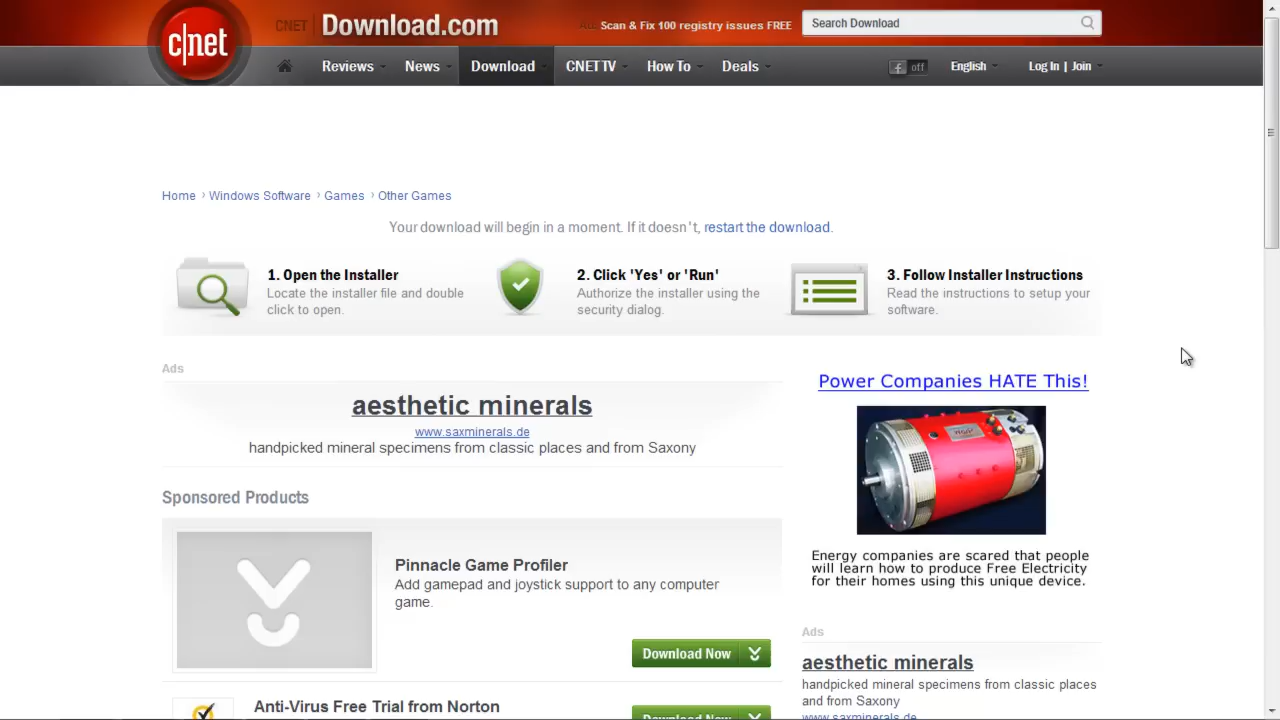 CNET Download.com
Scan & Fix 100 registry issues FREE
Search Download
c|net
Reviews News Download CNET TV How To Deals
off English Log In | Join
Home › Windows Software › Games › Other Games
Your download will begin in a moment. If it doesn't, restart the download.
1. Open the Installer
Locate the installer file and double
click to open.
2. Click 'Yes' or 'Run'
Authorize the installer using the
security dialog.
3. Follow Installer Instructions
Read the instructions to setup your
software.
Ads
aesthetic minerals
www.saxminerals.de
handpicked mineral specimens from classic places and from Saxony
Sponsored Products
Pinnacle Game Profiler
Add gamepad and joystick support to any computer
game.
Download Now
Anti-Virus Free Trial from Norton
Download Now
Power Companies HATE This!
Energy companies are scared that people
will learn how to produce Free Electricity
for their homes using this unique device.
Ads
aesthetic minerals
handpicked mineral specimens from classic places
and from Saxony
www.saxminerals.de